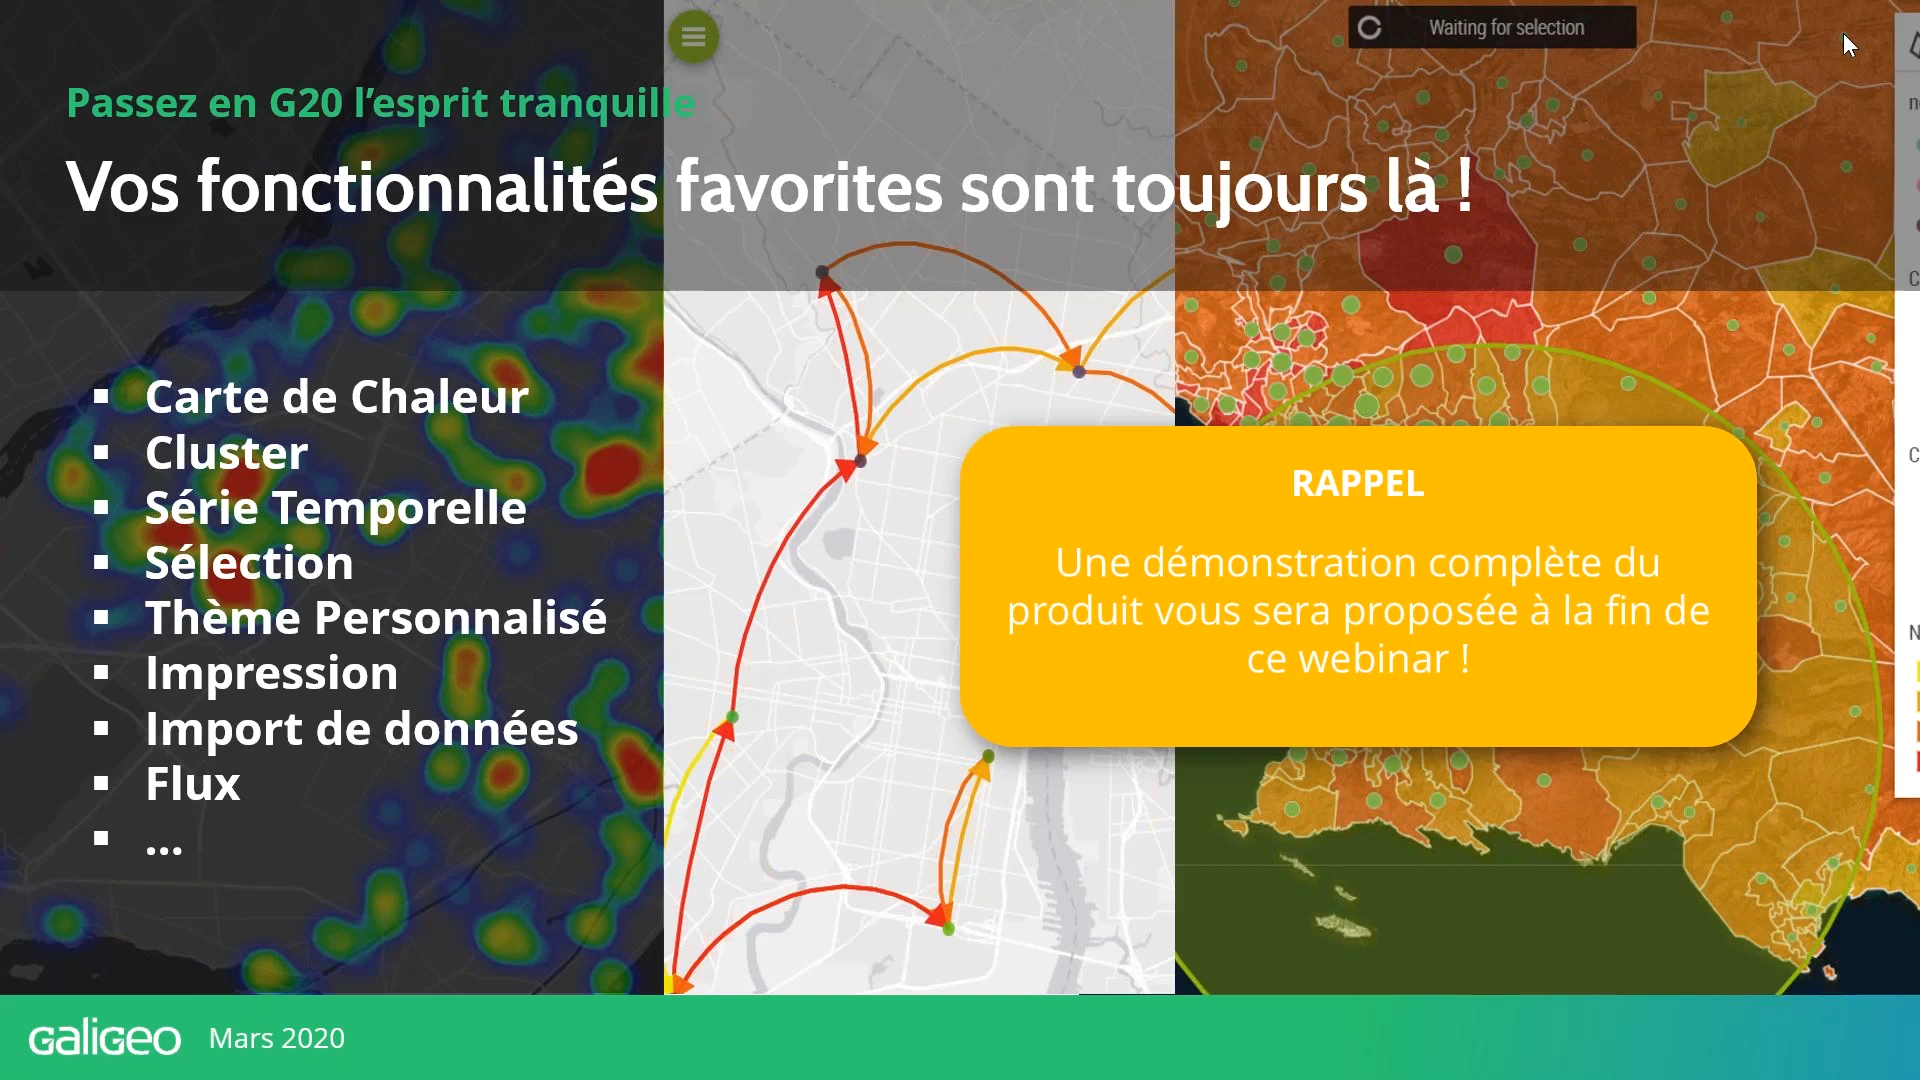 Waiting for selection
Passez en G20 l’esprit tranquille
Vos fonctionnalités favorites sont toujours là !
▪ Carte de Chaleur
▪ Cluster
▪ Série Temporelle
▪ Sélection
▪ Thème Personnalisé
▪ Impression
▪ Import de données
▪ Flux
▪ ...
RAPPEL
Une démonstration complète du
produit vous sera proposée à la fin de
ce webinar !
Galigeo Mars 2020